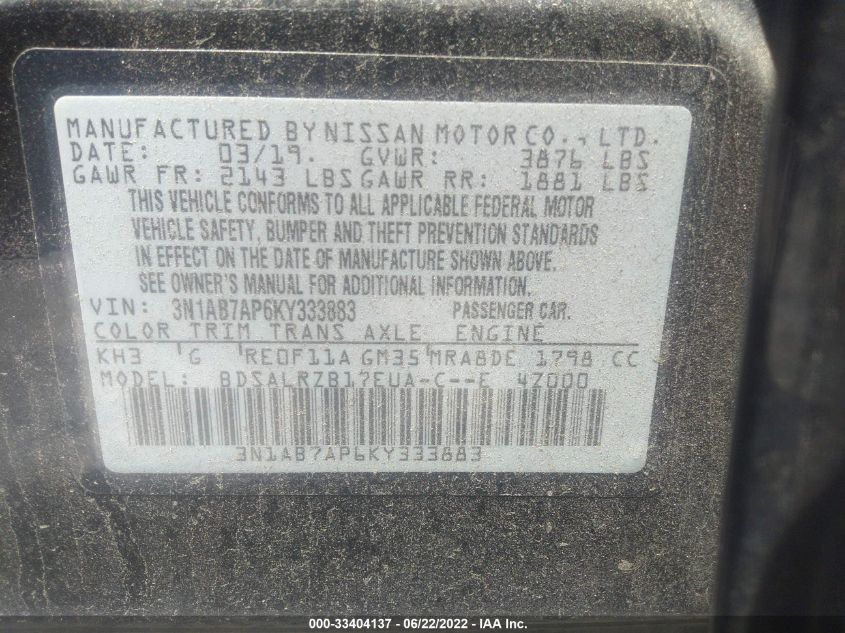 MANUFACTURED BY NISSAN MOTOR CO., LTD.
DATE: 03/19. GVWR: 3876 LBS
GAWR FR: 2143 LBS GAWR RR: 1881 LBS
THIS VEHICLE CONFORMS TO ALL APPLICABLE FEDERAL MOTOR
VEHICLE SAFETY, BUMPER AND THEFT PREVENTION STANDARDS
IN EFFECT ON THE DATE OF MANUFACTURE SHOWN ABOVE.
SEE OWNER'S MANUAL FOR ADDITIONAL INFORMATION.
VIN: 3N1AB7AP6KY333883 PASSENGER CAR.
COLOR TRIM TRANS AXLE ENGINE
KH3 G RE0F11A GM35 MRA8DE 1798 CC
MODEL: BDSALRZB17EUA-C--E 4Z000
3N1AB7AP6KY333883
000-33404137 - 06/22/2022 - IAA Inc.